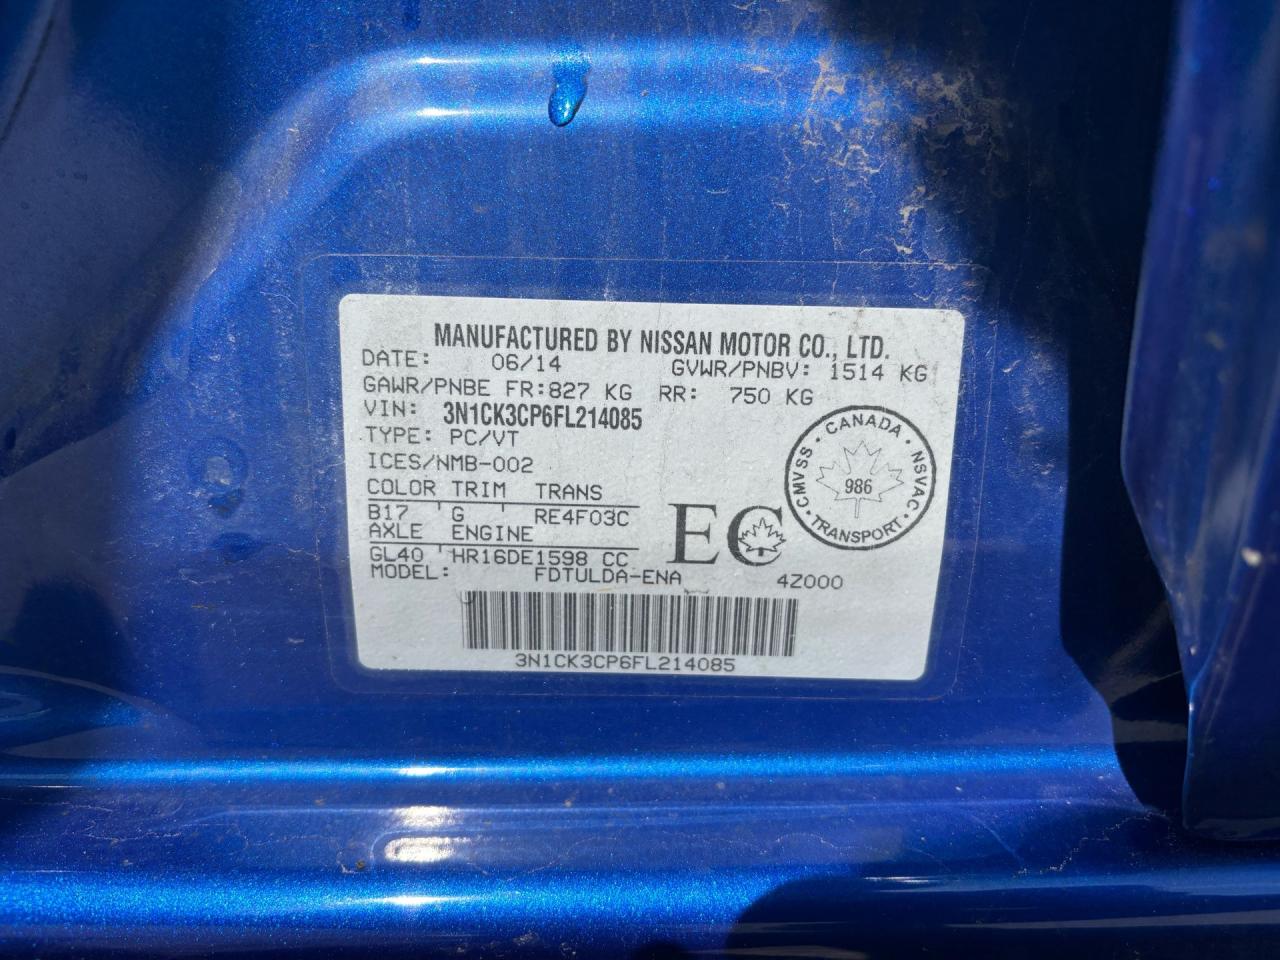 MANUFACTURED BY NISSAN MOTOR CO., LTD.
DATE: 06/14 GVWR/PNBV: 1514 KG
GAWR/PNBE FR:827 KG RR: 750 KG
VIN: 3N1CK3CP6FL214085
TYPE: PC/VT
ICES/NMB-002
COLOR TRIM TRANS
B17 ' G ' RE4F03C
AXLE ENGINE
GL40 ' HR16DE1598 CC
MODEL: FDTULDA-ENA 4Z000
EC
CANADA · NSVAC · TRANSPORT · CMVSS ·
986
3N1CK3CP6FL214085